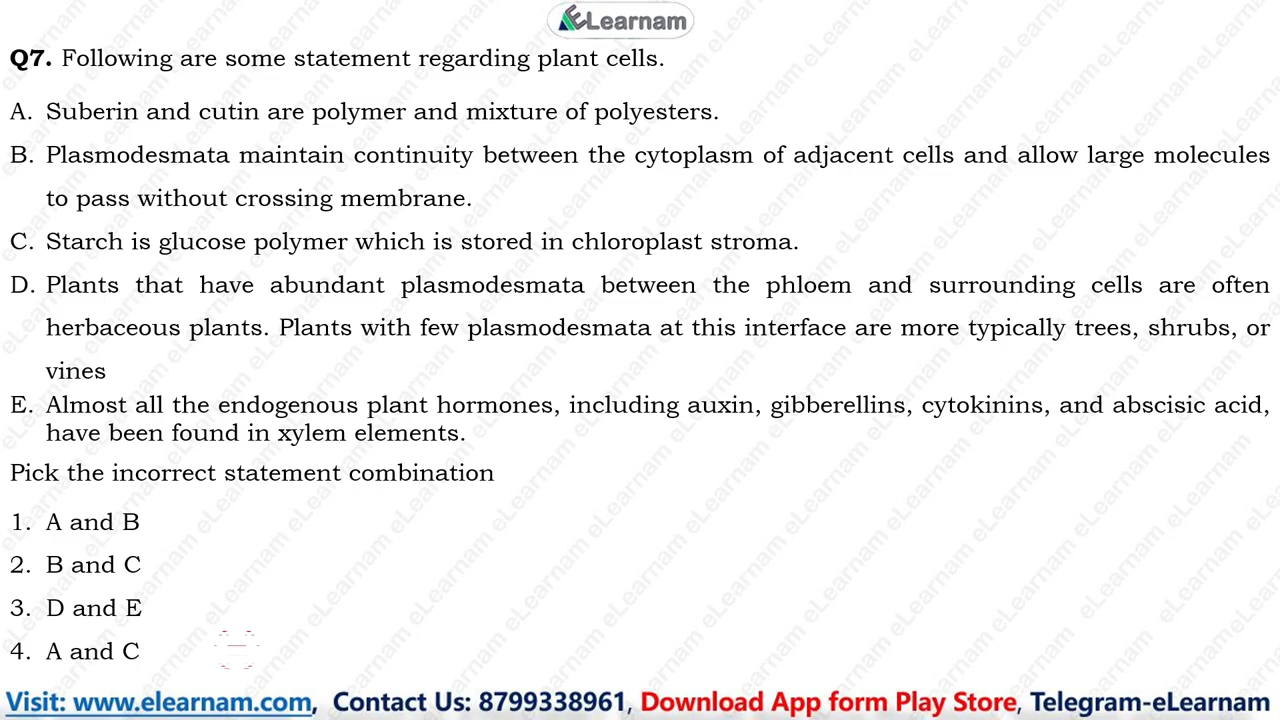 ELearnam
Q7. Following are some statement regarding plant cells.
A. Suberin and cutin are polymer and mixture of polyesters.
B. Plasmodesmata maintain continuity between the cytoplasm of adjacent cells and allow large molecules
to pass without crossing membrane.
C. Starch is glucose polymer which is stored in chloroplast stroma.
D. Plants that have abundant plasmodesmata between the phloem and surrounding cells are often
herbaceous plants. Plants with few plasmodesmata at this interface are more typically trees, shrubs, or
vines
E. Almost all the endogenous plant hormones, including auxin, gibberellins, cytokinins, and abscisic acid,
have been found in xylem elements.
Pick the incorrect statement combination
1. A and B
2. B and C
3. D and E
4. A and C
Visit: www.elearnam.com, Contact Us: 8799338961, Download App form Play Store, Telegram-eLearnam